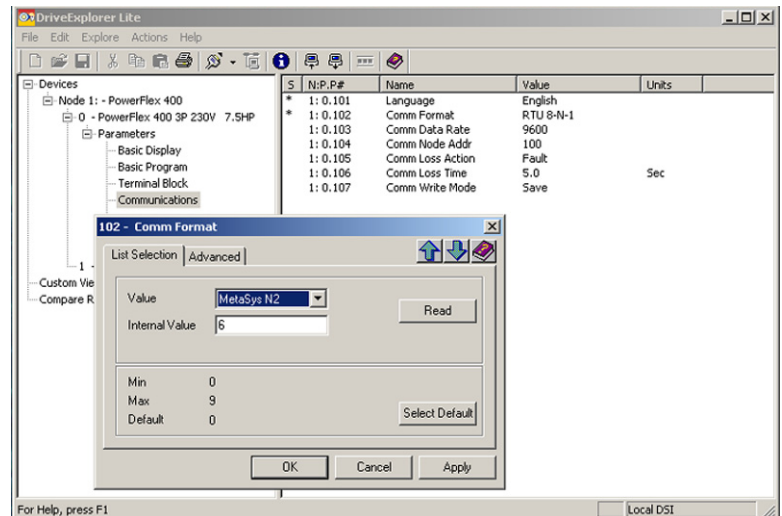 DriveExplorer Lite
File Edit Explore Actions Help
Devices
Node 1: - PowerFlex 400
0 - PowerFlex 400 3P 230V 7.5HP
Parameters
Basic Display
Basic Program
Terminal Block
Communications
1 -
Custom Vie
Compare R
S N:P.P# Name Value Units
* 1: 0.101 Language English
* 1: 0.102 Comm Format RTU 8-N-1
1: 0.103 Comm Data Rate 9600
1: 0.104 Comm Node Addr 100
1: 0.105 Comm Loss Action Fault
1: 0.106 Comm Loss Time 5.0 Sec
1: 0.107 Comm Write Mode Save
102 - Comm Format
List Selection Advanced
Value MetaSys N2
Read
Internal Value 6
Min 0
Max 9
Default 0
Select Default
OK Cancel Apply
For Help, press F1 Local DSI